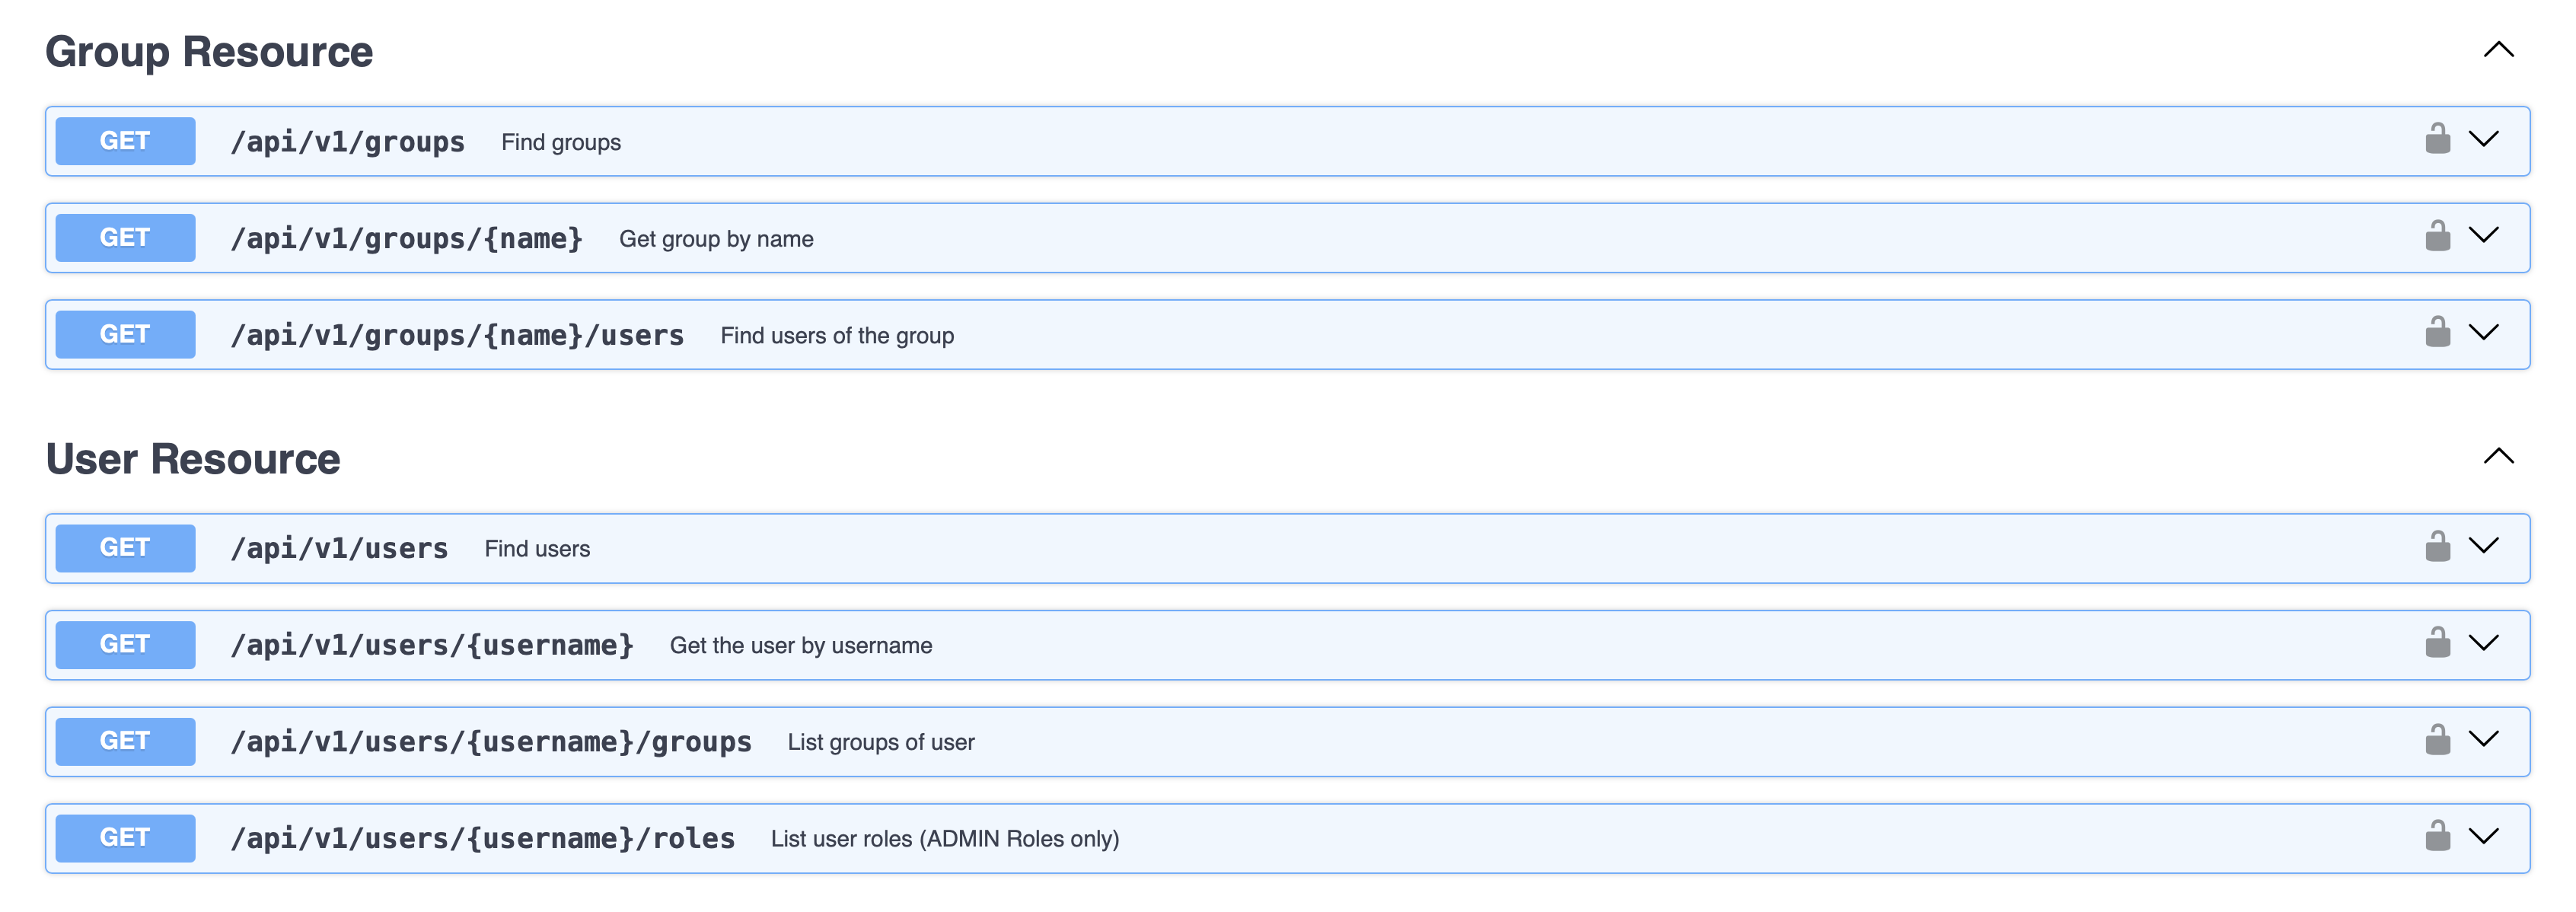 Group Resource
GET /api/v1/groups Find groups
GET /api/v1/groups/{name} Get group by name
GET /api/v1/groups/{name}/users Find users of the group
User Resource
GET /api/v1/users Find users
GET /api/v1/users/{username} Get the user by username
GET /api/v1/users/{username}/groups List groups of user
GET /api/v1/users/{username}/roles List user roles (ADMIN Roles only)